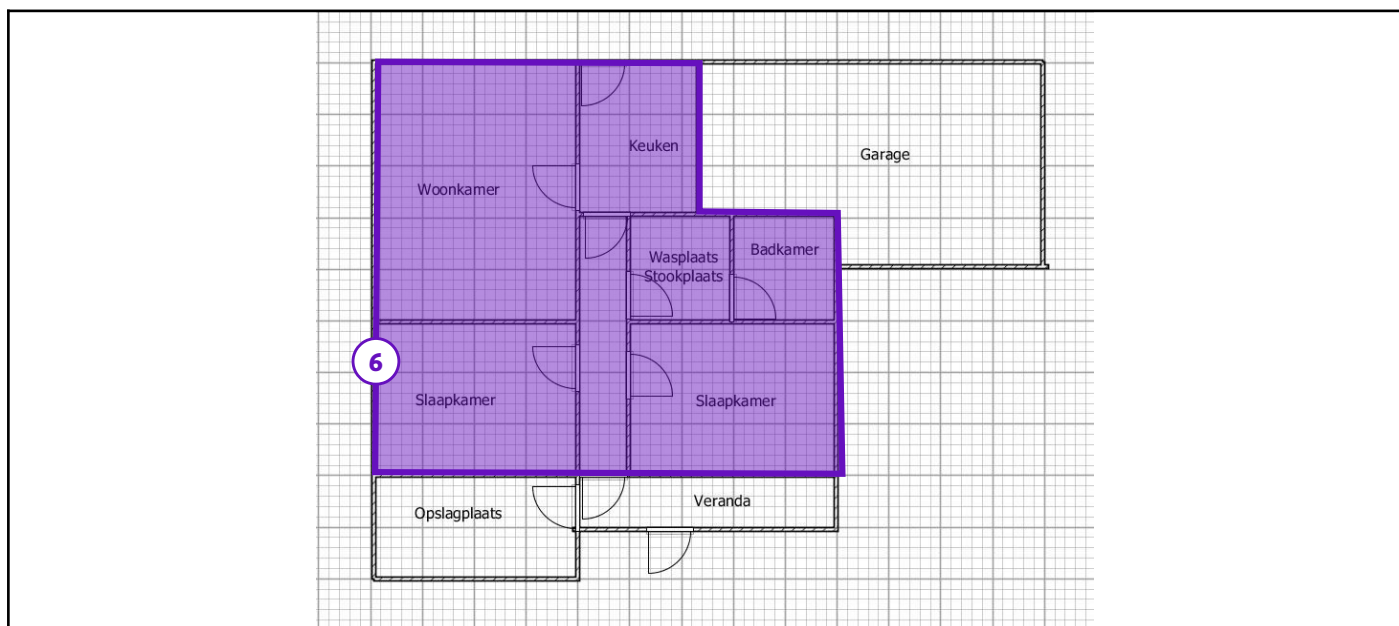 Keuken
Garage
Woonkamer
Wasplaats
Stookplaats
Badkamer
6
Slaapkamer
Slaapkamer
Opslagplaats
Veranda